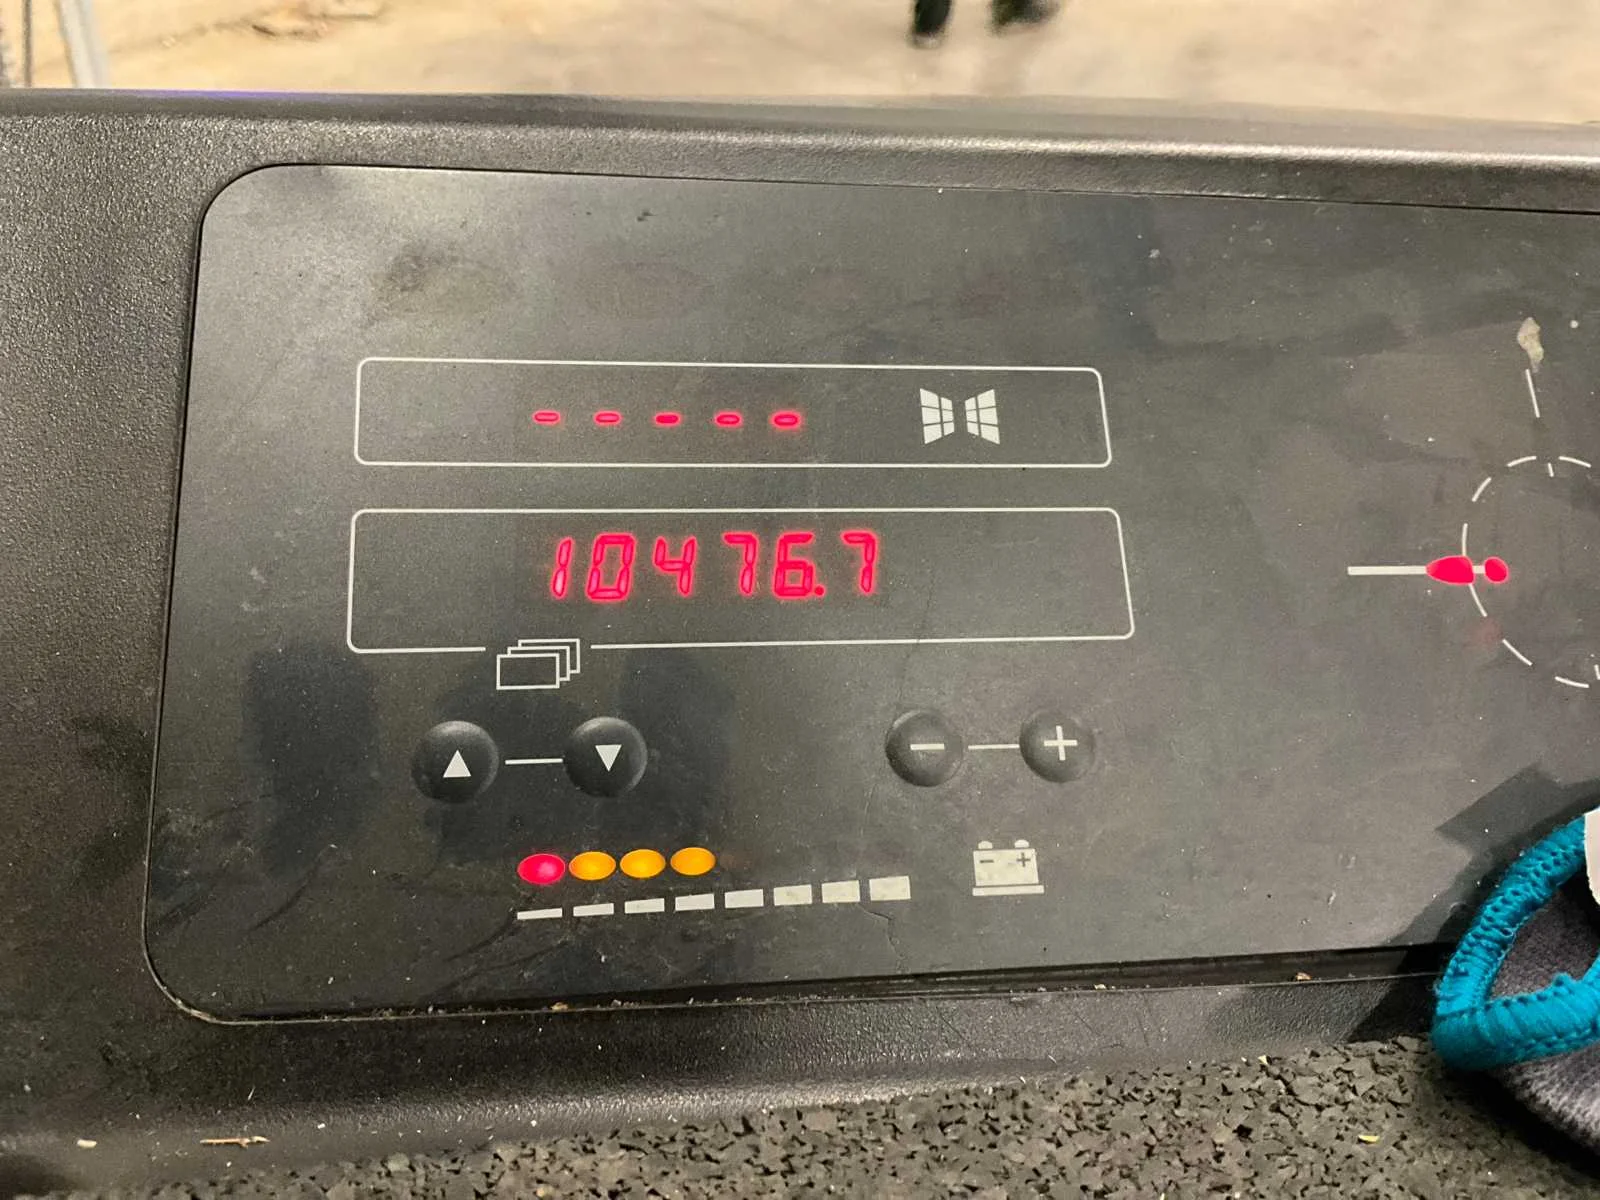 -----
10476.7
▲ ▼ − +
− +